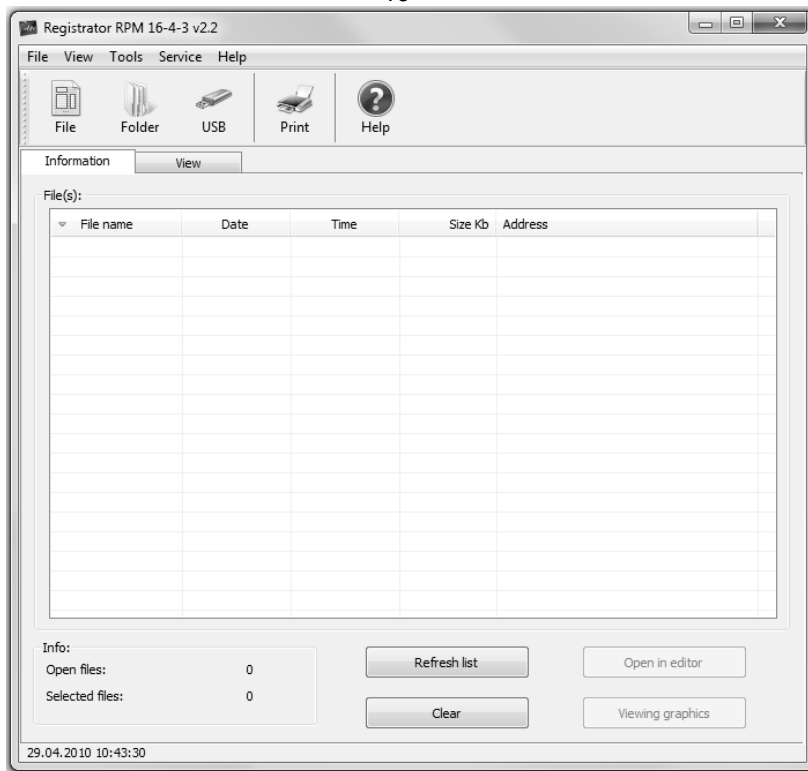 Registrator RPM 16-4-3 v2.2
File View Tools Service Help
File Folder USB Print Help
Information View
File(s):
File name Date Time Size Kb Address
Info:
Open files: 0
Selected files: 0
Refresh list
Open in editor
Clear
Viewing graphics
29.04.2010 10:43:30